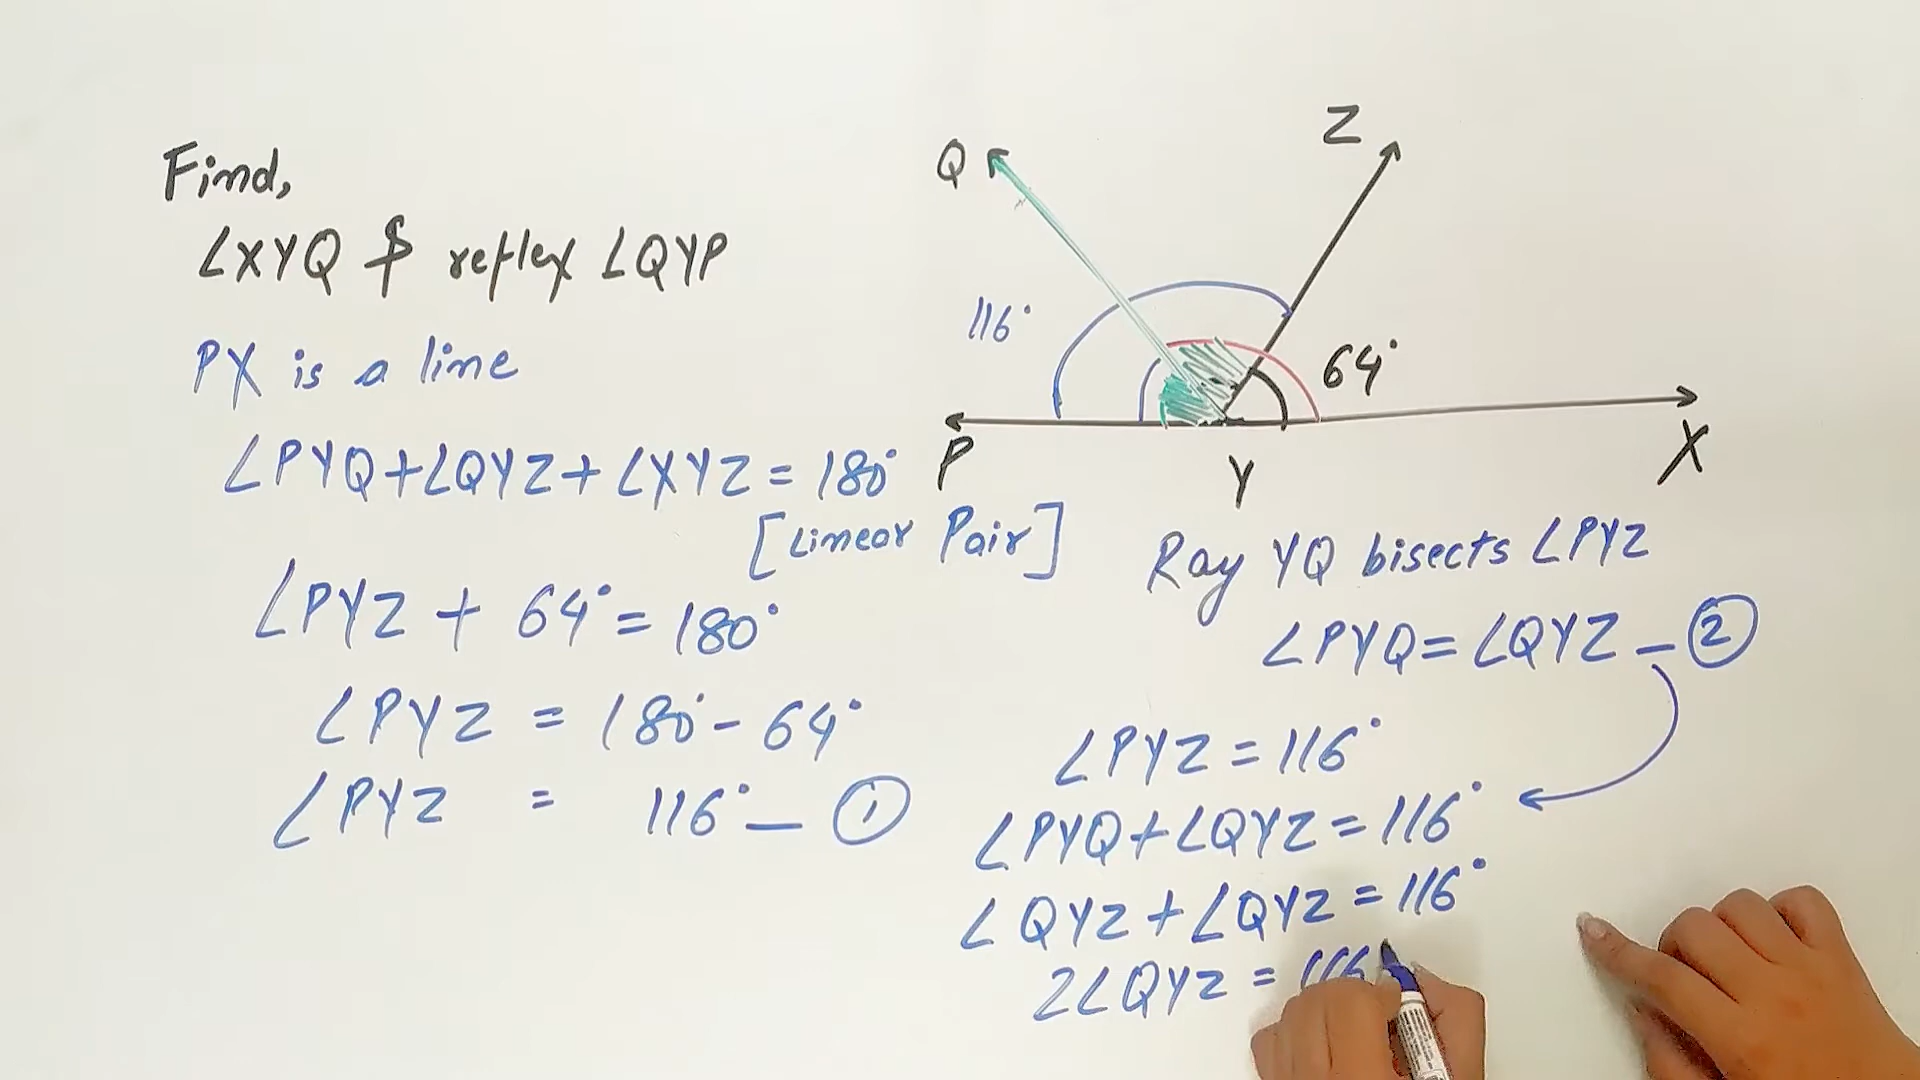 Find,
∠XYQ & reflex ∠QYP
PX is a line
∠PYQ+∠QYZ+∠XYZ=180°
[Linear Pair]
∠PYZ + 64°=180°
∠PYZ = 180°-64°
∠PYZ = 116° — ①
Q
Z
116°
64°
P
Y
X
Ray YQ bisects ∠PYZ
∠PYQ=∠QYZ — ②
∠PYZ=116°
∠PYQ+∠QYZ=116°
∠QYZ+∠QYZ=116°
2∠QYZ=116